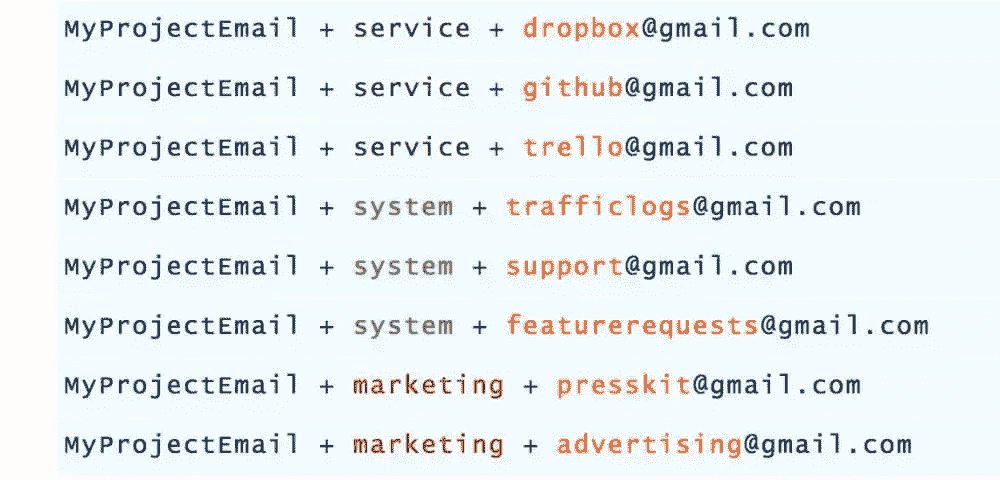 MyProjectEmail + service + dropbox@gmail.com
MyProjectEmail + service + github@gmail.com
MyProjectEmail + service + trello@gmail.com
MyProjectEmail + system + trafficlogs@gmail.com
MyProjectEmail + system + support@gmail.com
MyProjectEmail + system + featurerequests@gmail.com
MyProjectEmail + marketing + presskit@gmail.com
MyProjectEmail + marketing + advertising@gmail.com